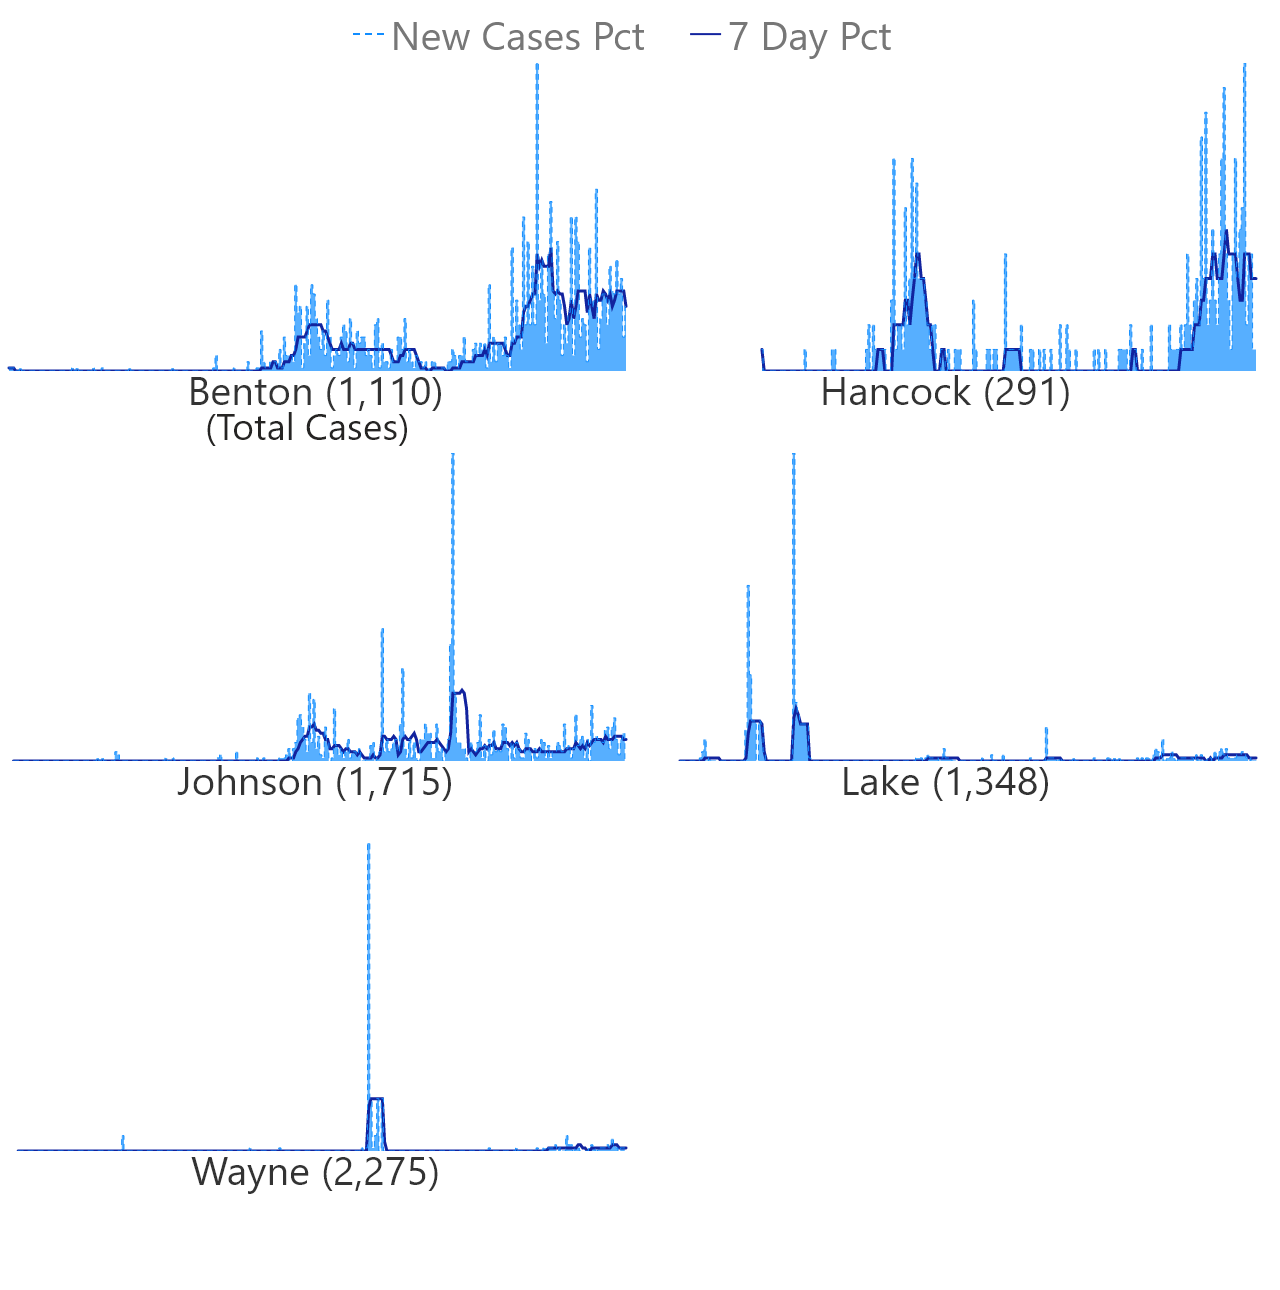 New Cases Pct 7 Day Pct
Benton (1,110) Hancock (291)
(Total Cases)
Johnson (1,715) Lake (1,348)
Wayne (2,275)